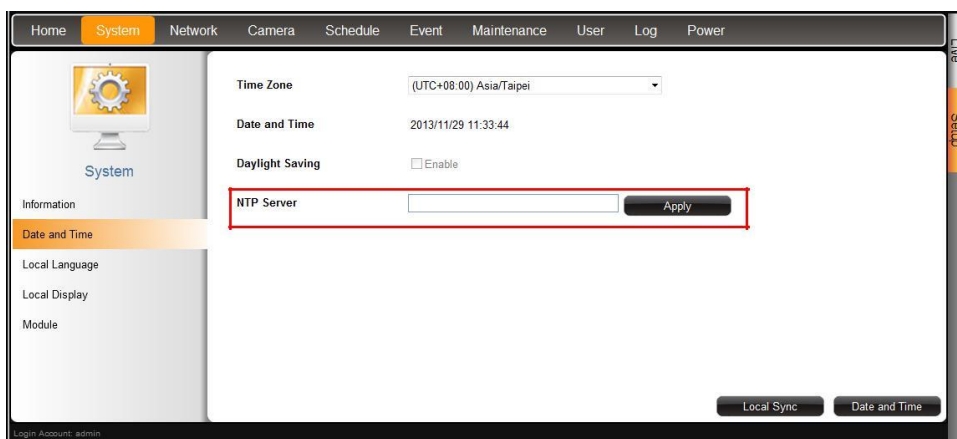 Home System Network Camera Schedule Event Maintenance User Log Power
Live
Setup
System
Information
Date and Time
Local Language
Local Display
Module
Time Zone (UTC+08:00) Asia/Taipei
Date and Time 2013/11/29 11:33:44
Daylight Saving Enable
NTP Server Apply
Local Sync Date and Time
Login Account: admin